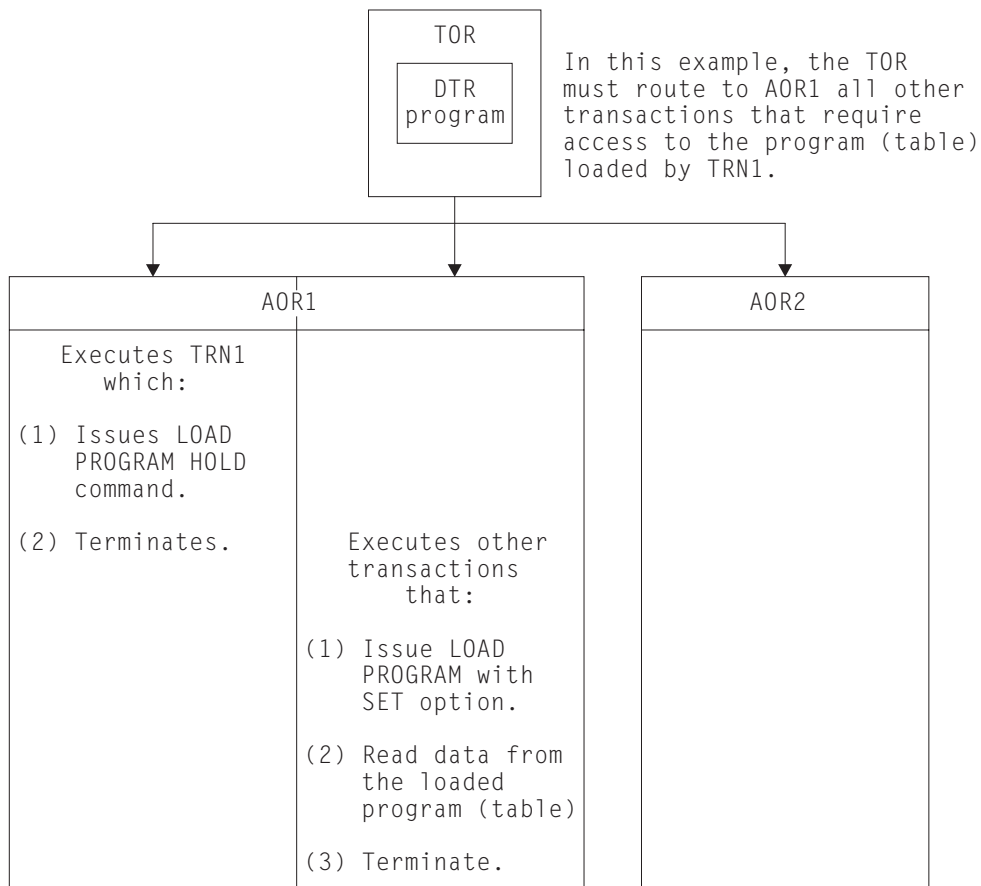 TOR
DTR
program
In this example, the TOR
must route to AOR1 all other
transactions that require
access to the program (table)
loaded by TRN1.
AOR1
AOR2
Executes TRN1
which:
(1) Issues LOAD
PROGRAM HOLD
command.
(2) Terminates.
Executes other
transactions
that:
(1) Issue LOAD
PROGRAM with
SET option.
(2) Read data from
the loaded
program (table)
(3) Terminate.